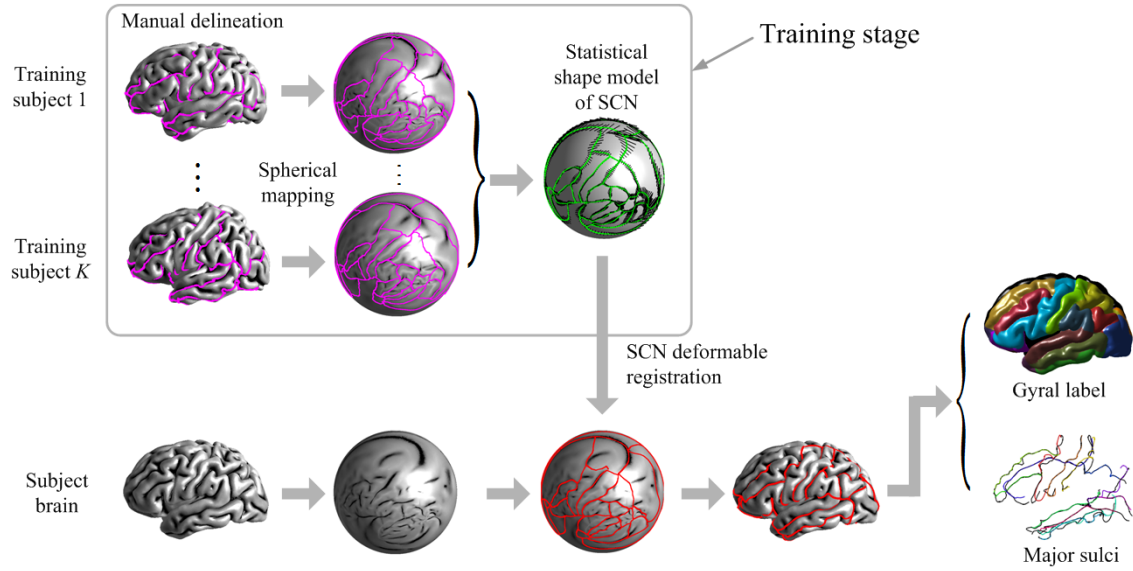 Manual delineation
Training
subject 1
Statistical
shape model
of SCN
Training stage
Spherical
mapping
Training
subject K
SCN deformable
registration
Gyral label
Subject
brain
Major sulci